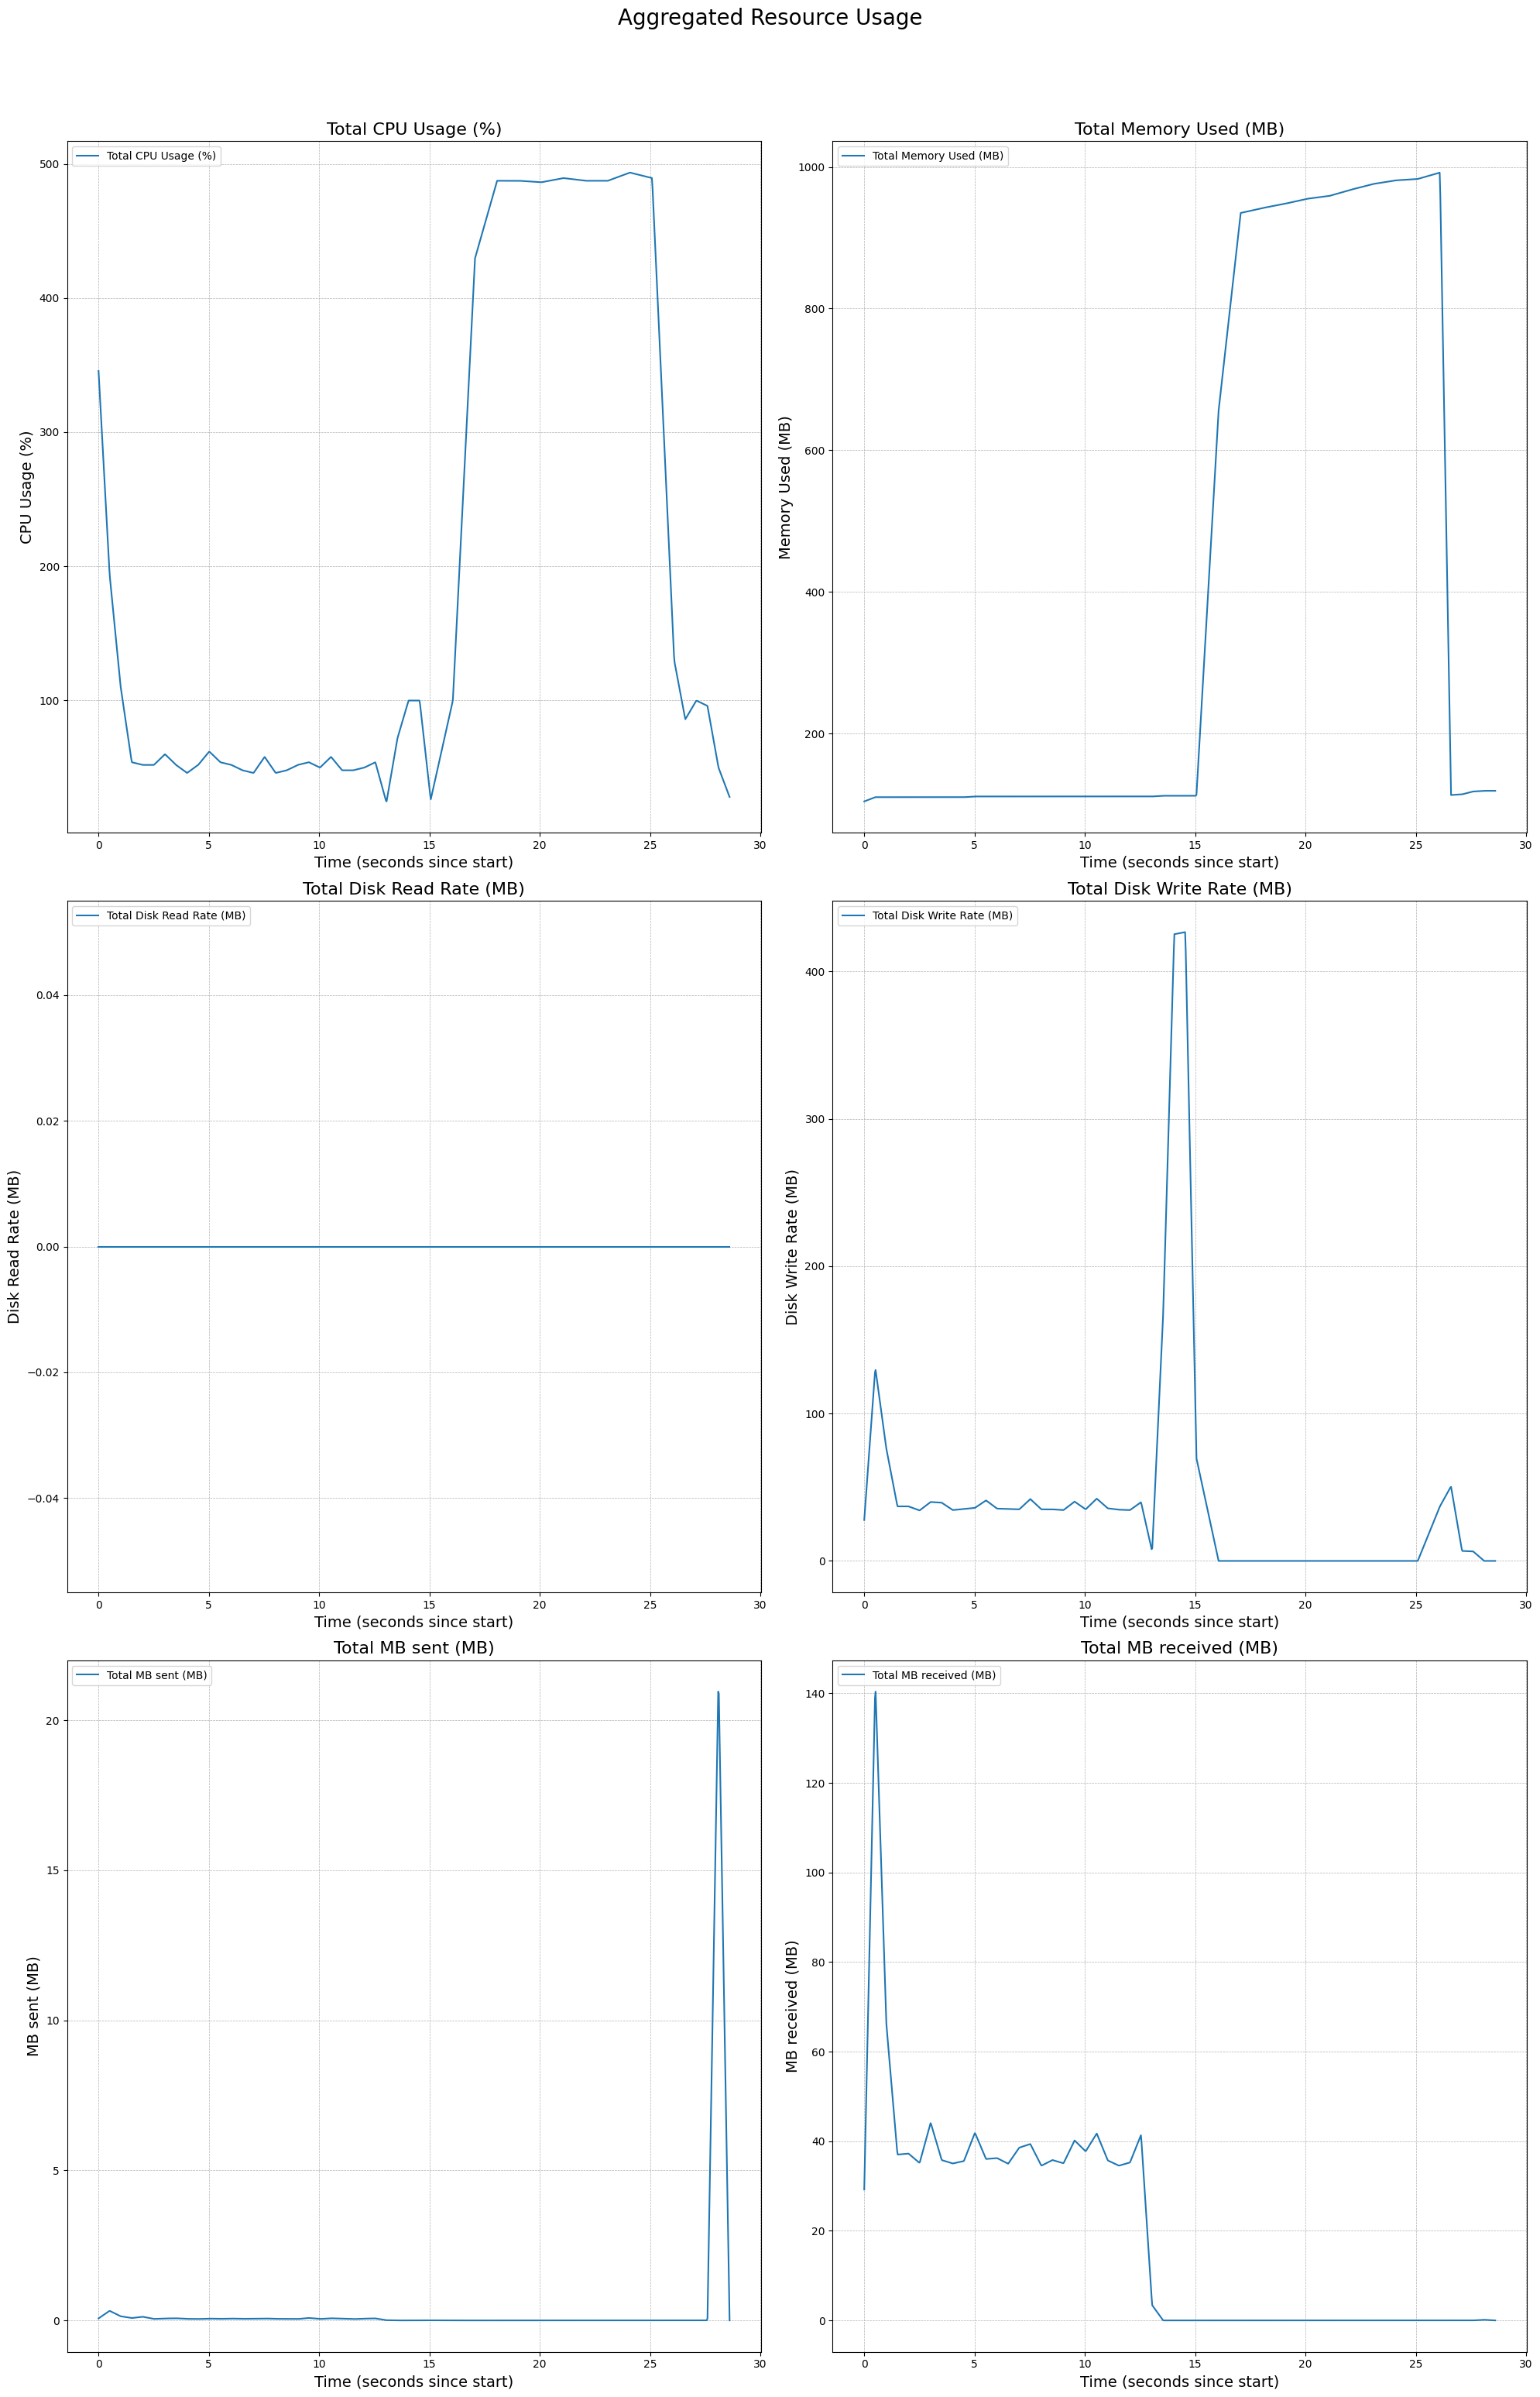 Aggregated Resource Usage
Total CPU Usage (%)
Total CPU Usage (%)
500
400
300
200
100
CPU Usage (%)
0 5 10 15 20 25 30
Time (seconds since start)
Total Memory Used (MB)
Total Memory Used (MB)
1000
800
600
400
200
Memory Used (MB)
0 5 10 15 20 25 30
Time (seconds since start)
Total Disk Read Rate (MB)
Total Disk Read Rate (MB)
0.04
0.02
0.00
−0.02
−0.04
Disk Read Rate (MB)
0 5 10 15 20 25 30
Time (seconds since start)
Total Disk Write Rate (MB)
Total Disk Write Rate (MB)
400
300
200
100
0
Disk Write Rate (MB)
0 5 10 15 20 25 30
Time (seconds since start)
Total MB sent (MB)
Total MB sent (MB)
20
15
10
5
0
MB sent (MB)
0 5 10 15 20 25 30
Time (seconds since start)
Total MB received (MB)
Total MB received (MB)
140
120
100
80
60
40
20
0
MB received (MB)
0 5 10 15 20 25 30
Time (seconds since start)